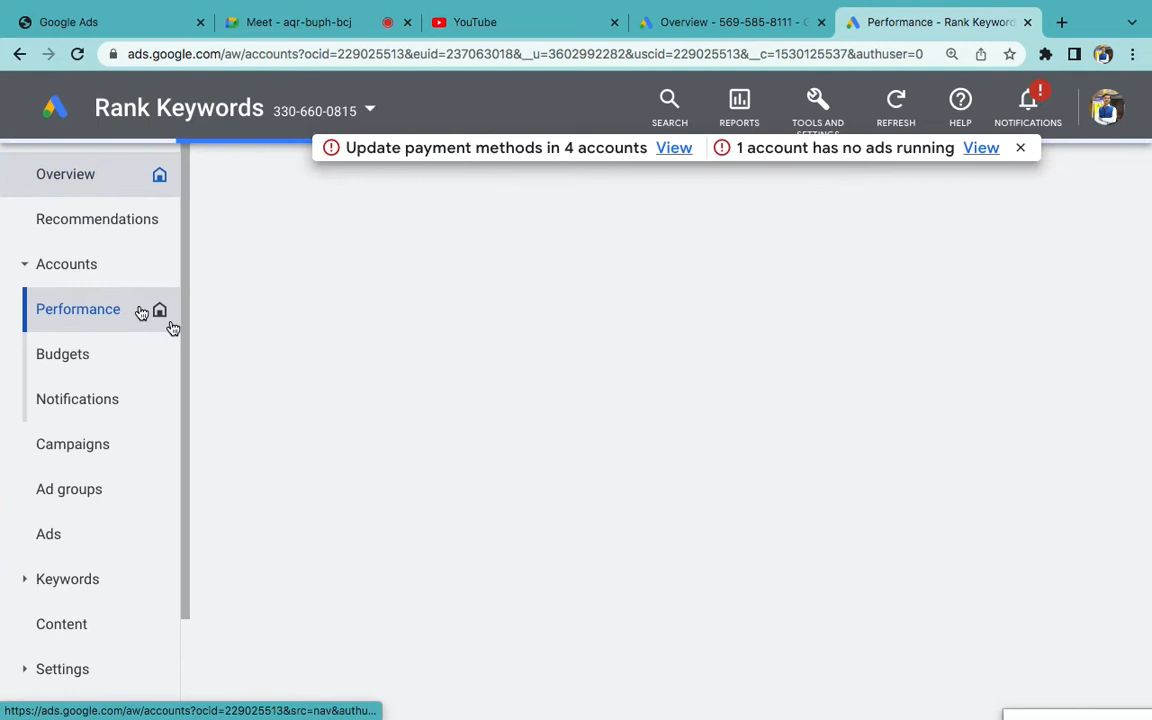 Google Ads
Meet - aqr-buph-bcj
YouTube
Overview - 569-585-8111 -
Performance - Rank Keyword
ads.google.com/aw/accounts?ocid=229025513&euid=237063018&__u=3602992282&uscid=229025513&__c=1530125537&authuser=0
Rank Keywords 330-660-0815
SEARCH
REPORTS
TOOLS AND
SETTINGS
REFRESH
HELP
!
NOTIFICATIONS
Update payment methods in 4 accounts View
1 account has no ads running View
Overview
Recommendations
Accounts
Performance
Budgets
Notifications
Campaigns
Ad groups
Ads
Keywords
Content
Settings
https://ads.google.com/aw/accounts?ocid=229025513&src=nav&authu...